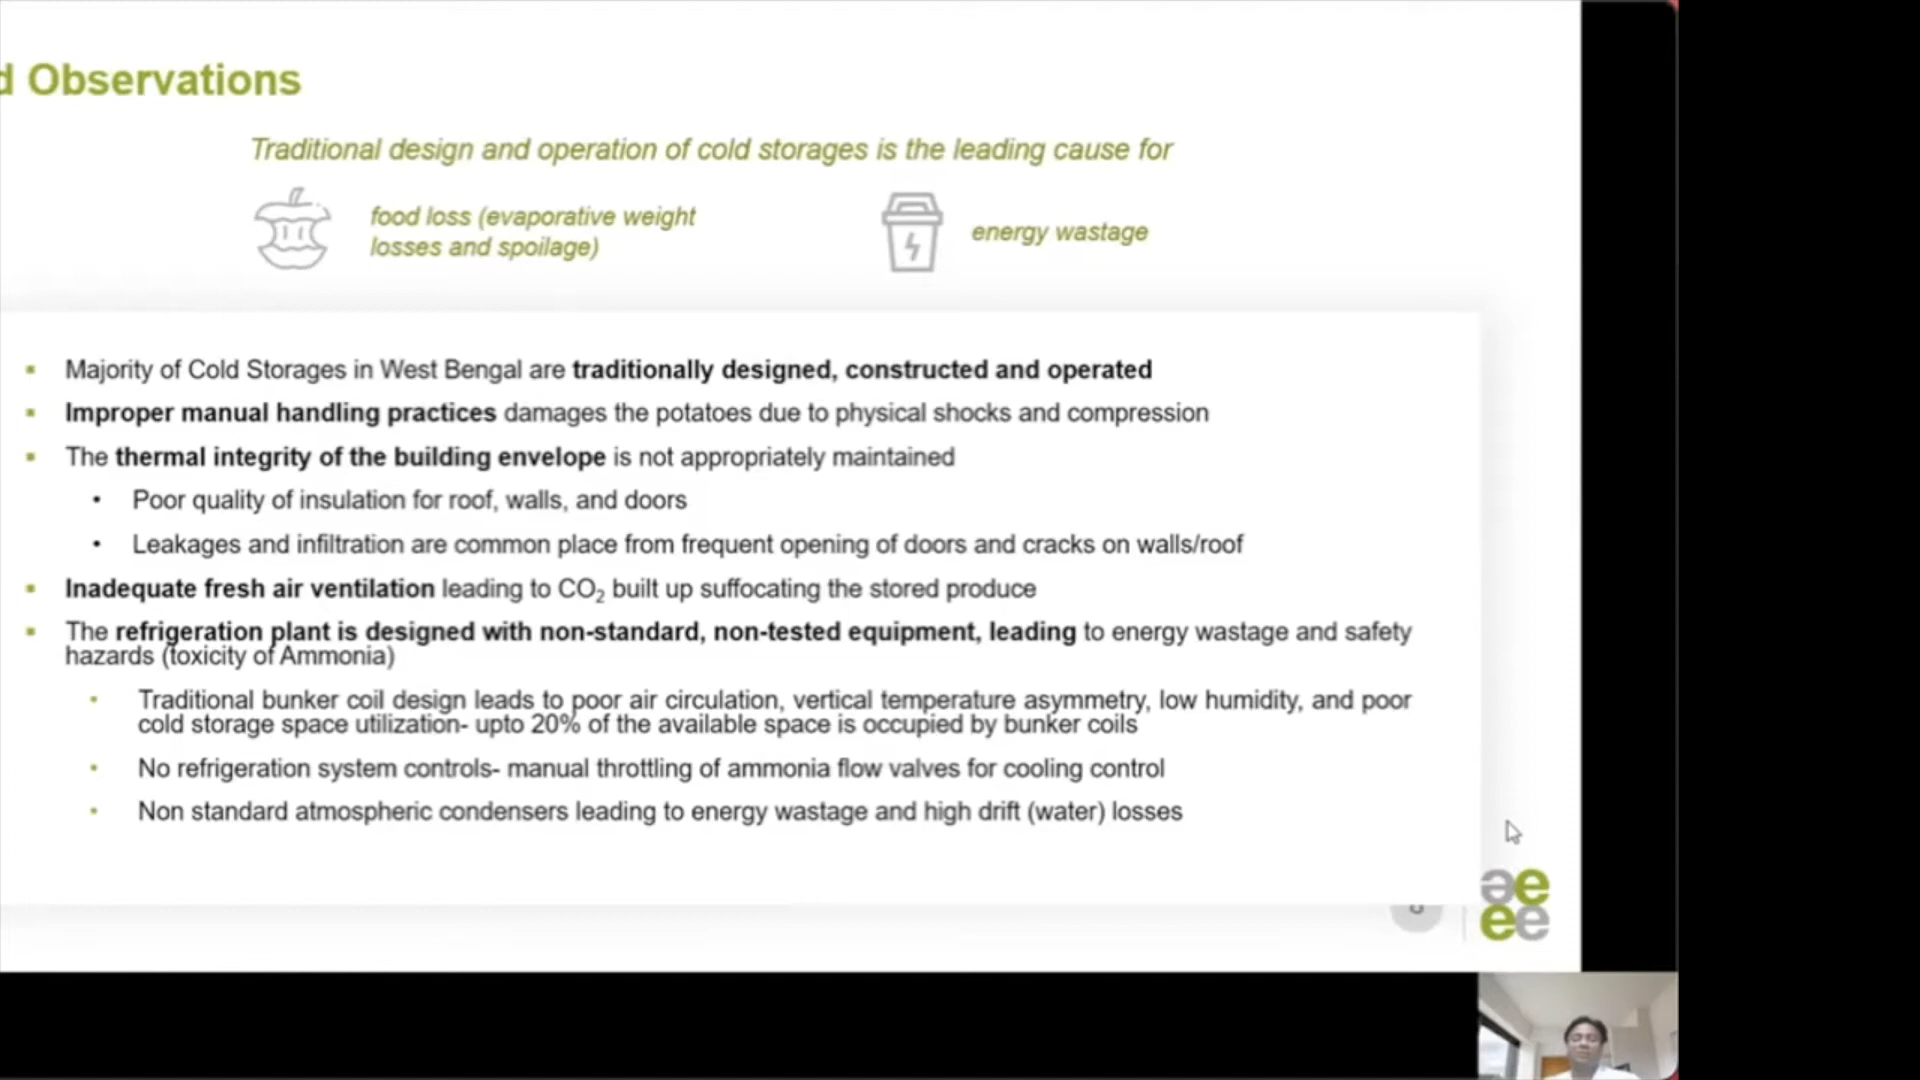 d Observations
Traditional design and operation of cold storages is the leading cause for
food loss (evaporative weight
losses and spoilage)
energy wastage
Majority of Cold Storages in West Bengal are traditionally designed, constructed and operated
Improper manual handling practices damages the potatoes due to physical shocks and compression
The thermal integrity of the building envelope is not appropriately maintained
Poor quality of insulation for roof, walls, and doors
Leakages and infiltration are common place from frequent opening of doors and cracks on walls/roof
Inadequate fresh air ventilation leading to CO₂ built up suffocating the stored produce
The refrigeration plant is designed with non-standard, non-tested equipment, leading to energy wastage and safety
hazards (toxicity of Ammonia)
Traditional bunker coil design leads to poor air circulation, vertical temperature asymmetry, low humidity, and poor
cold storage space utilization- upto 20% of the available space is occupied by bunker coils
No refrigeration system controls- manual throttling of ammonia flow valves for cooling control
Non standard atmospheric condensers leading to energy wastage and high drift (water) losses